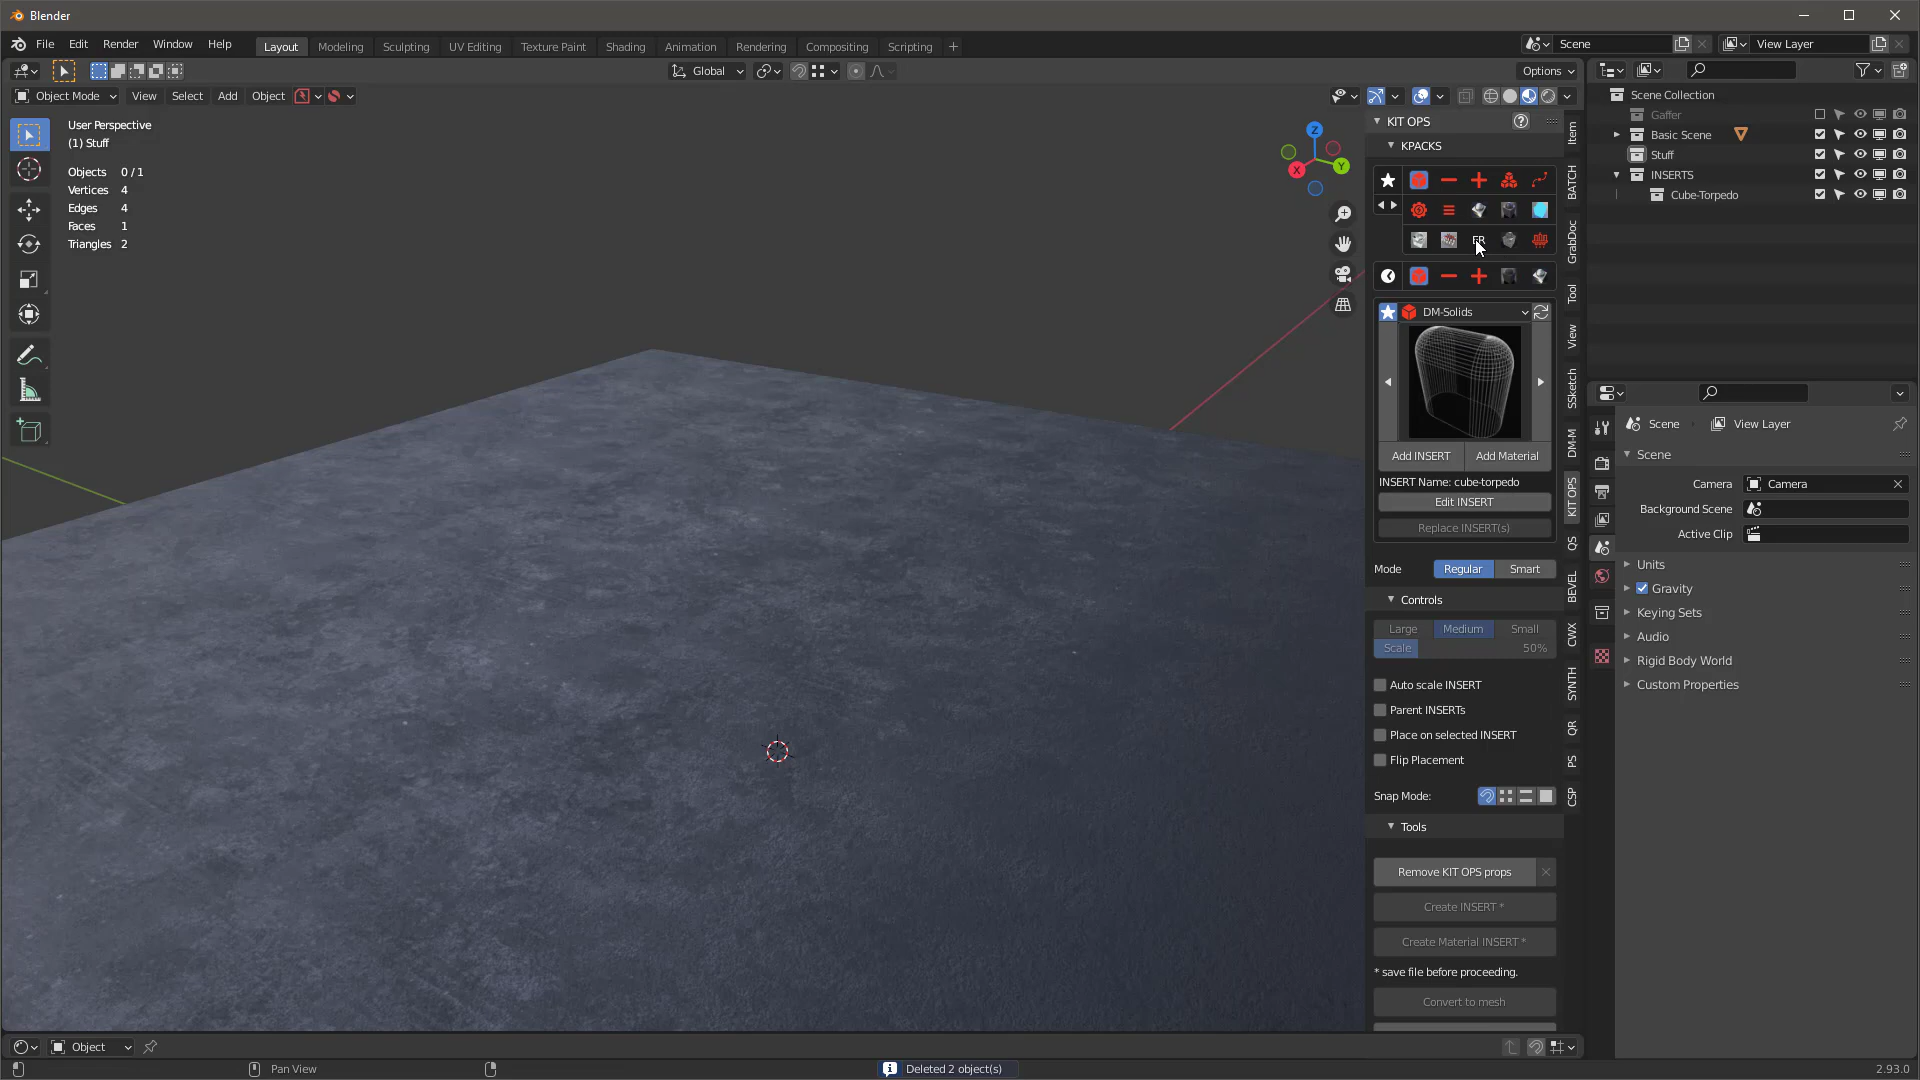 Blender
File Edit Render Window Help
Layout Modeling Sculpting UV Editing Texture Paint Shading Animation Rendering Compositing Scripting +
Scene
View Layer
Global
Options
Object Mode View Select Add Object
User Perspective
(1) Stuff
Objects 0 / 1
Vertices 4
Edges 4
Faces 1
Triangles 2
Z
X
Y
KIT OPS
KPACKS
DM-Solids
Add INSERT Add Material
INSERT Name: cube-torpedo
Edit INSERT
Replace INSERT(s)
Mode Regular Smart
Controls
Large Medium Small
Scale 50%
Auto scale INSERT
Parent INSERTs
Place on selected INSERT
Flip Placement
Snap Mode:
Tools
Remove KIT OPS props
Create INSERT *
Create Material INSERT *
* save file before proceeding.
Convert to mesh
Item
BATCH
GrabDoc
Tool
View
SSketch
DM-M
KIT OPS
QS
BEVEL
CWX
SYNTH
QR
PS
CSP
Scene Collection
Gaffer
Basic Scene
Stuff
INSERTS
Cube-Torpedo
Scene View Layer
Scene
Camera Camera
Background Scene
Active Clip
Units
Gravity
Keying Sets
Audio
Rigid Body World
Custom Properties
Object
Pan View
Deleted 2 object(s)
2.93.0